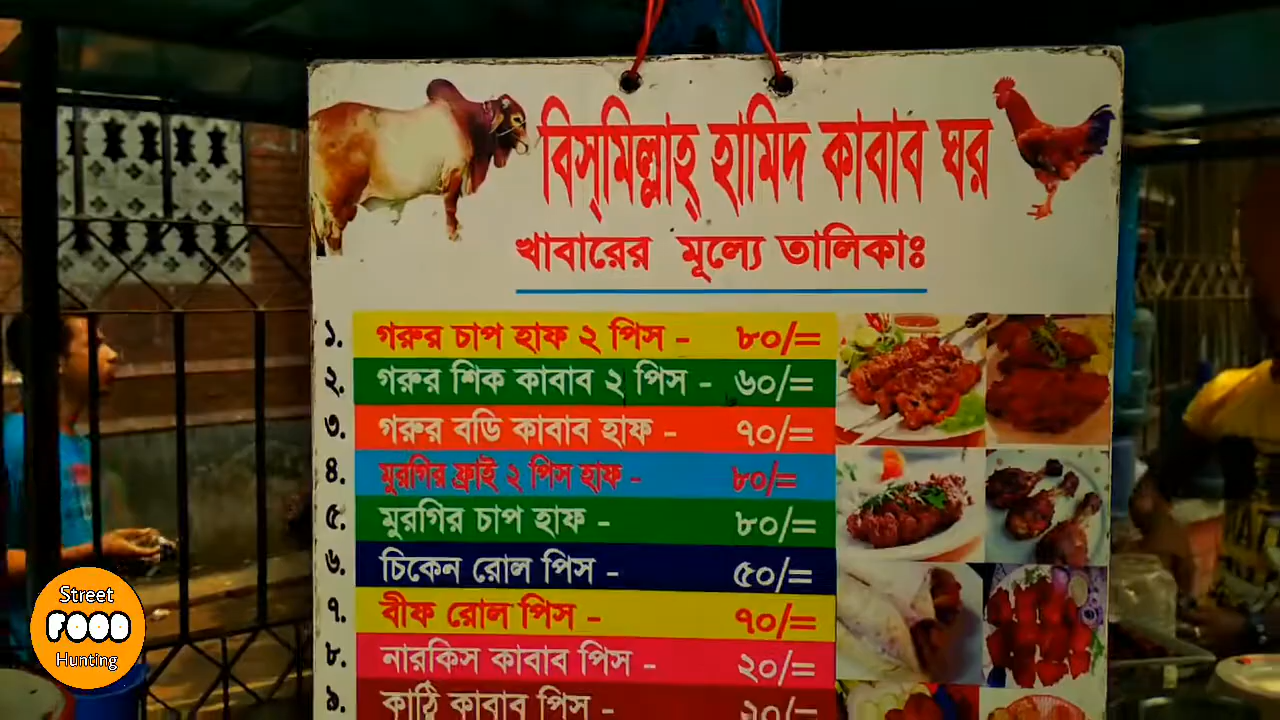 বিস্মিল্লাহ্ হামিদ কাবাব ঘর
খাবারের মূল্যে তালিকাঃ
১. গরুর চাপ হাফ ২ পিস - ৮০/=
২. গরুর শিক কাবাব ২ পিস - ৬০/=
৩. গরুর বডি কাবাব হাফ - ৭০/=
৪. মুরগির ফ্রাই ২ পিস হাফ - ৮০/=
৫. মুরগির চাপ হাফ - ৮০/=
৬. চিকেন রোল পিস - ৫০/=
৭. বীফ রোল পিস - ৭০/=
৮. নারকিস কাবাব পিস - ২০/=
৯. কাঠি কাবাব পিস -
Street
FOOD
Hunting